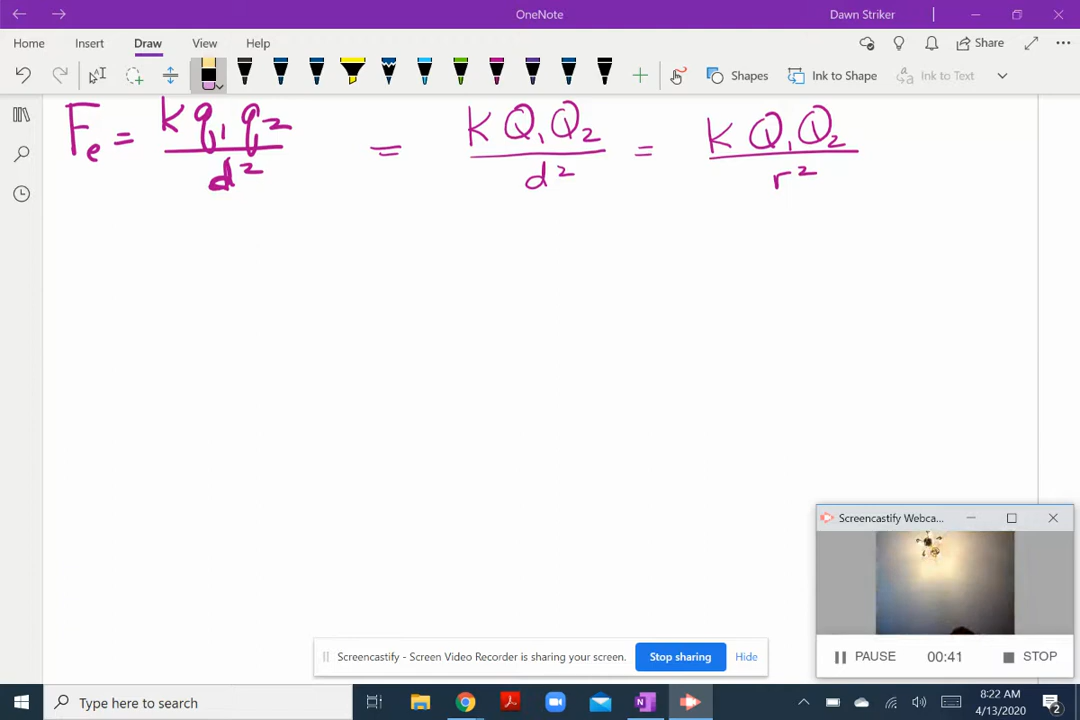 OneNote
Dawn Striker
Home Insert Draw View Help
Share
Shapes Ink to Shape Ink to Text
Fe = kq₁q₂/d² = KQ₁Q₂/d² = KQ₁Q₂/r²
Screencastify Webca...
Screencastify - Screen Video Recorder is sharing your screen. Stop sharing Hide
PAUSE 00:41 STOP
Type here to search
8:22 AM
4/13/2020
2